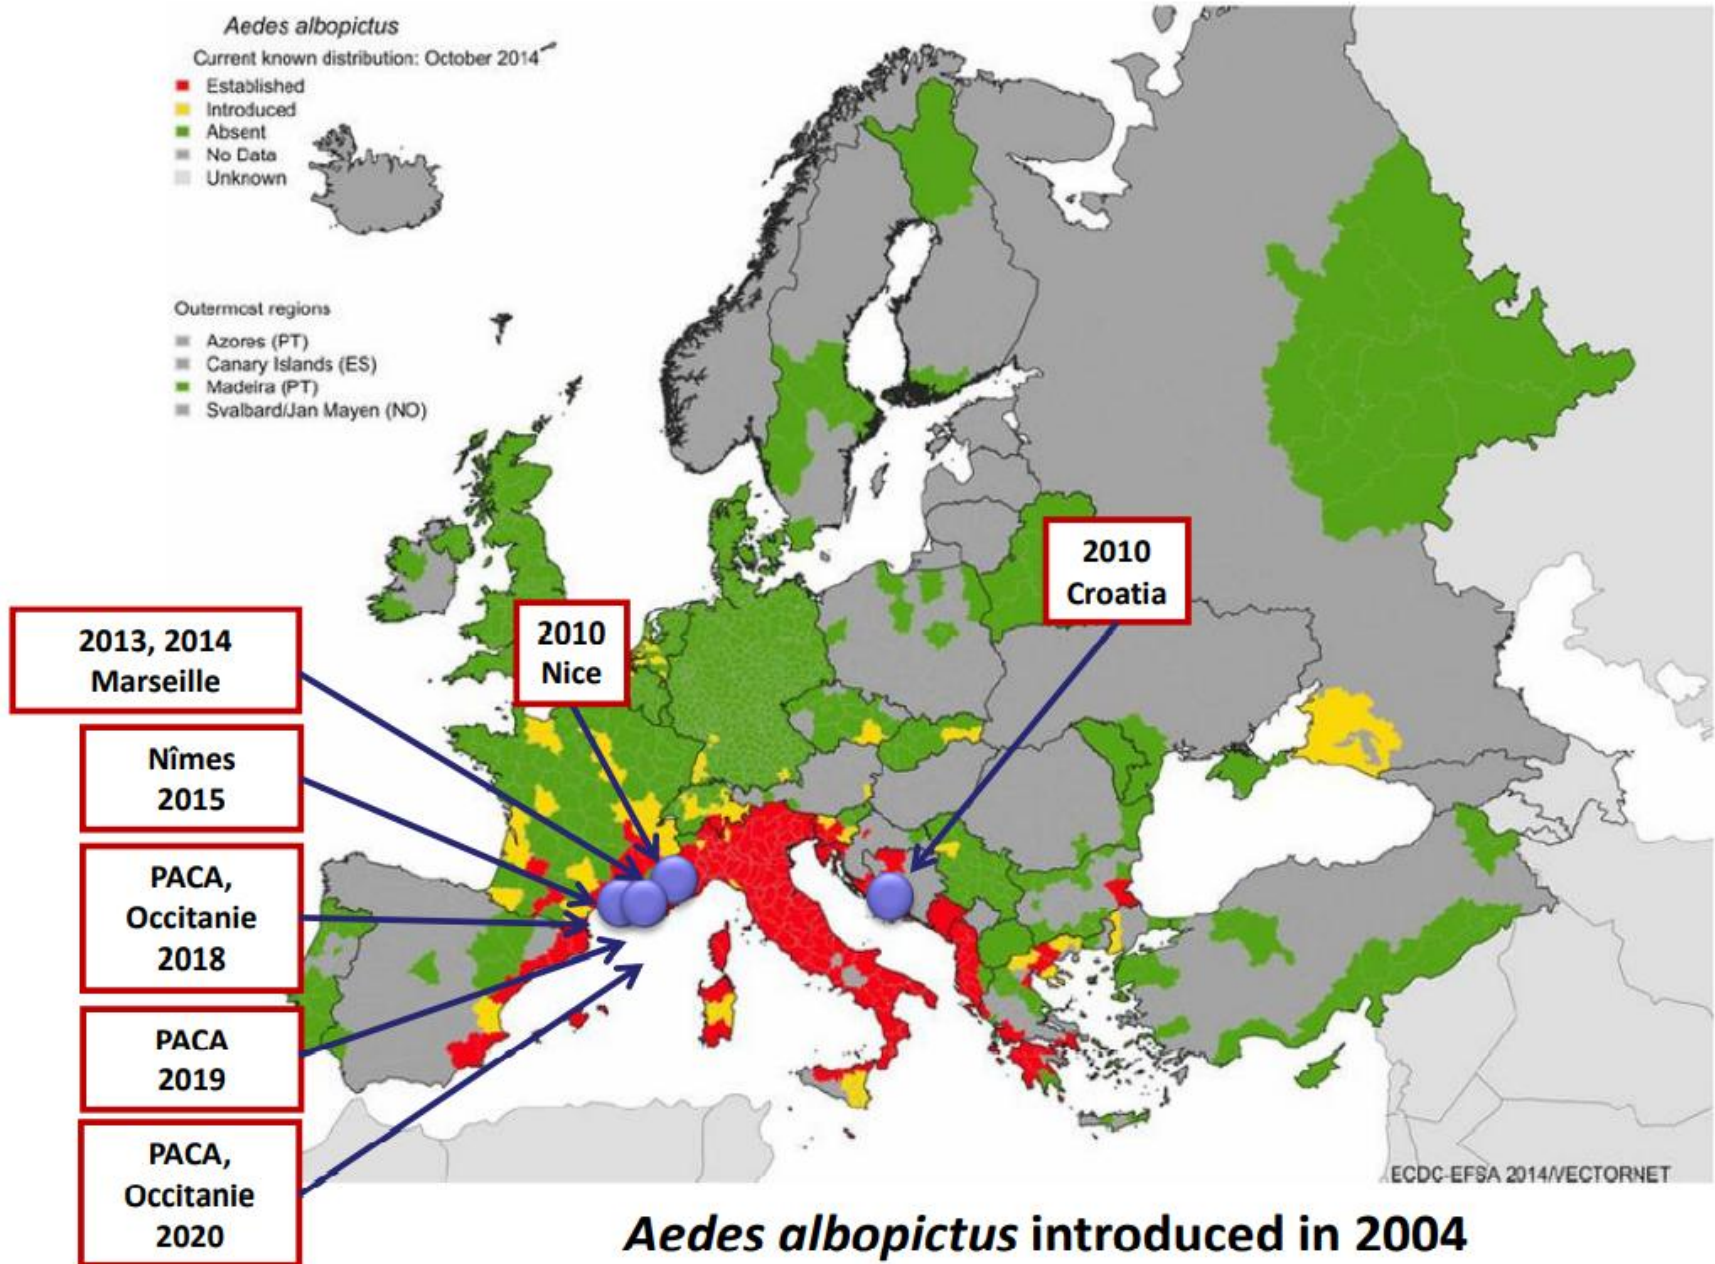 Aedes albopictus
Current known distribution: October 2014
Established
Introduced
Absent
No Data
Unknown
Outermost regions
Azores (PT)
Canary Islands (ES)
Madeira (PT)
Svalbard/Jan Mayen (NO)
2010
Croatia
2010
Nice
2013, 2014
Marseille
Nîmes
2015
PACA,
Occitanie
2018
PACA
2019
PACA,
Occitanie
2020
ECDC-EFSA 2014/VECTORNET
Aedes albopictus introduced in 2004